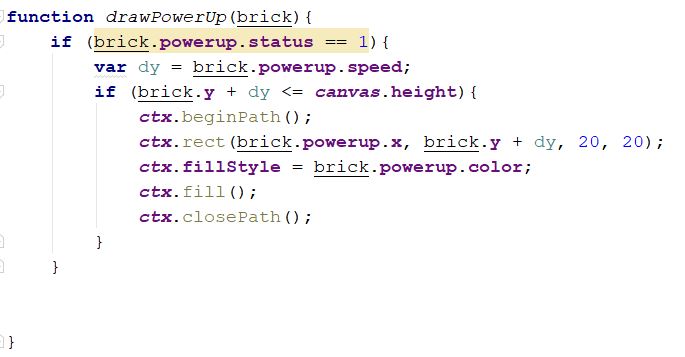 function drawPowerUp(brick){
if (brick.powerup.status == 1){
var dy = brick.powerup.speed;
if (brick.y + dy <= canvas.height){
ctx.beginPath();
ctx.rect(brick.powerup.x, brick.y + dy, 20, 20);
ctx.fillStyle = brick.powerup.color;
ctx.fill();
ctx.closePath();
}
}
}